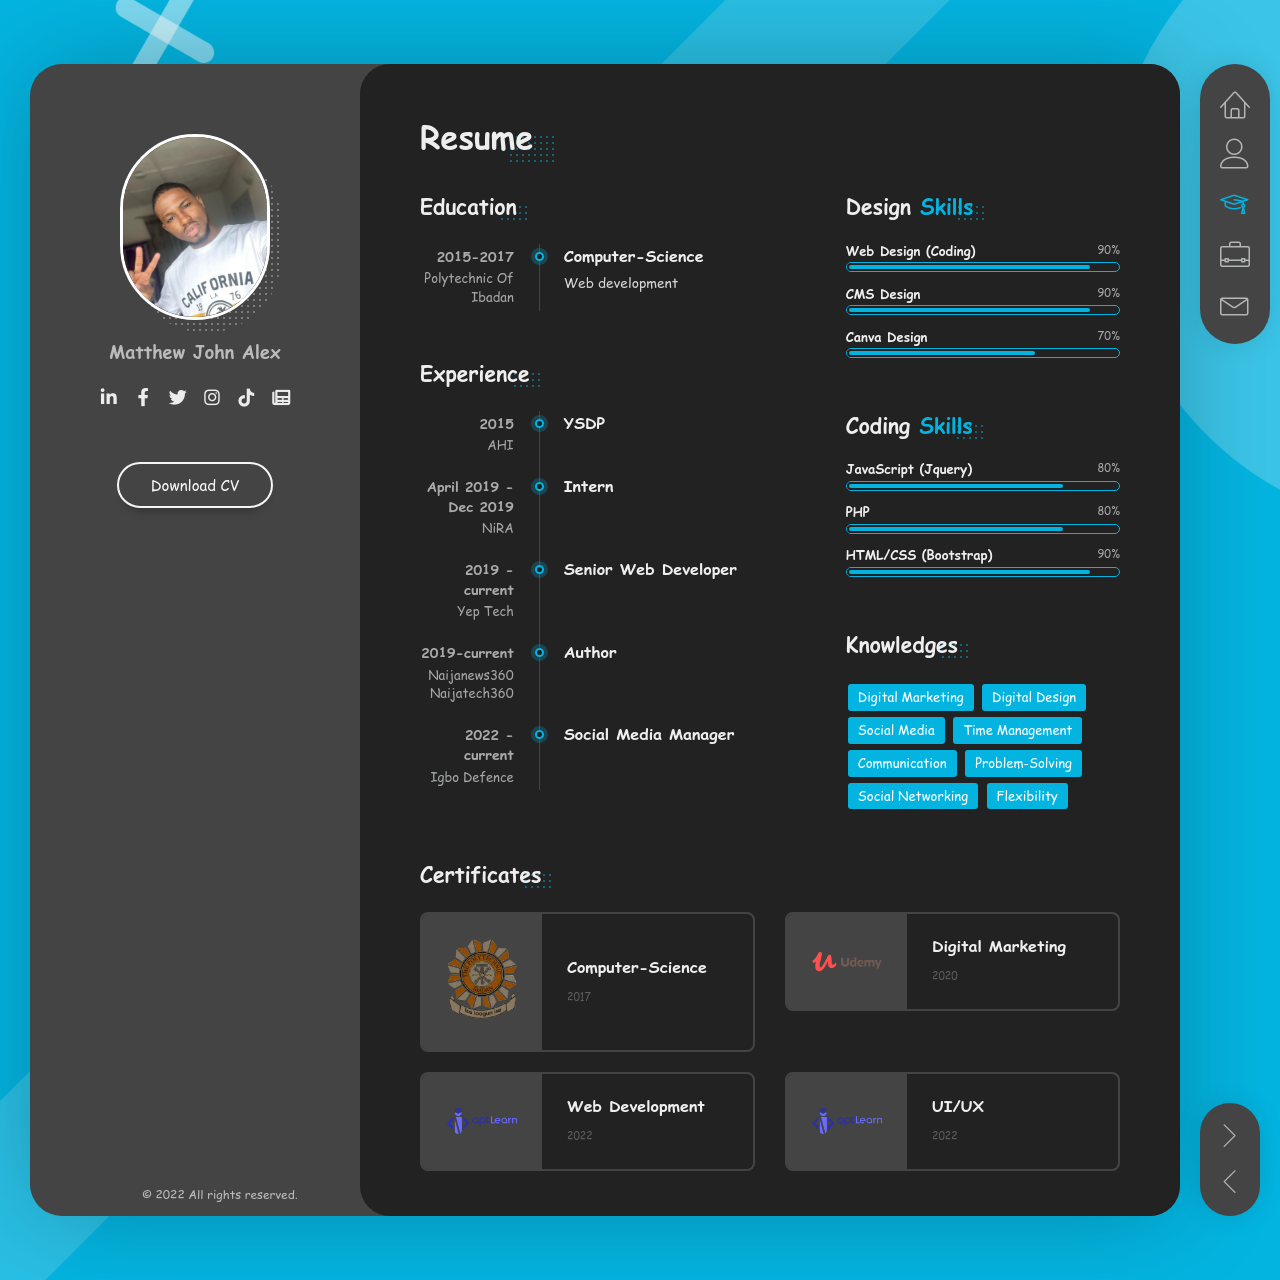 CALIFORNIA
76
Matthew John Alex
Download CV
© 2022 All rights reserved.
Resume
Education
2015-2017
Polytechnic Of
Ibadan
Computer-Science
Web development
Experience
2015
AHI
YSDP
April 2019 -
Dec 2019
NiRA
Intern
2019 -
current
Yep Tech
Senior Web Developer
2019-current
Naijanews360
Naijatech360
Author
2022 -
current
Igbo Defence
Social Media Manager
Design Skills
Web Design (Coding) 90%
CMS Design 90%
Canva Design 70%
Coding Skills
JavaScript (Jquery) 80%
PHP 80%
HTML/CSS (Bootstrap) 90%
Knowledges
Digital Marketing Digital Design
Social Media Time Management
Communication Problem-Solving
Social Networking Flexibility
Certificates
Computer-Science
2017
Udemy
Digital Marketing
2020
Learn
Web Development
2022
Learn
UI/UX
2022